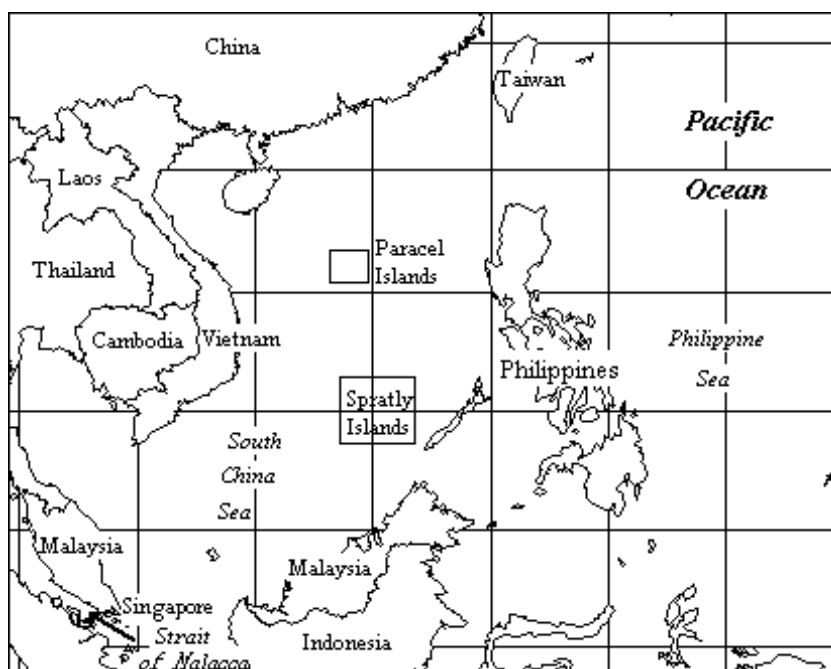 China
Taiwan
Pacific
Ocean
Laos
Paracel
Islands
Thailand
Cambodia
Vietnam
Philippine
Sea
Philippines
Spratly
Islands
South
China
Sea
Malaysia
Malaysia
Singapore
Strait
of Malacca
Indonesia